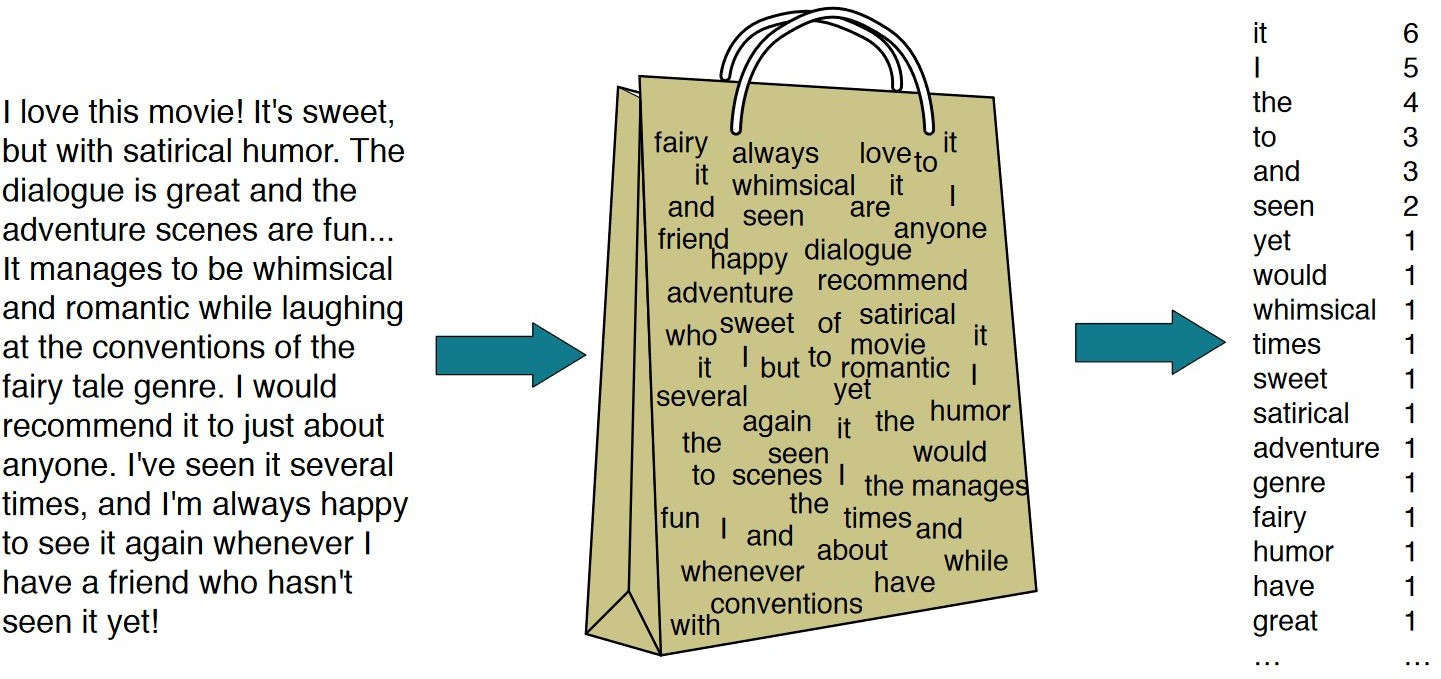 I love this movie! It's sweet,
but with satirical humor. The
dialogue is great and the
adventure scenes are fun...
It manages to be whimsical
and romantic while laughing
at the conventions of the
fairy tale genre. I would
recommend it to just about
anyone. I've seen it several
times, and I'm always happy
to see it again whenever I
have a friend who hasn't
seen it yet!
fairy always love to it
it whimsical it I
and seen are anyone
friend happy dialogue
adventure recommend
who sweet of satirical
it I but to movie it
several yet romantic I
again it the humor
the seen would
to scenes I the manages
fun I and the times and
whenever about while
have
conventions
with
it 6
I 5
the 4
to 3
and 3
seen 2
yet 1
would 1
whimsical 1
times 1
sweet 1
satirical 1
adventure 1
genre 1
fairy 1
humor 1
have 1
great 1
... ...